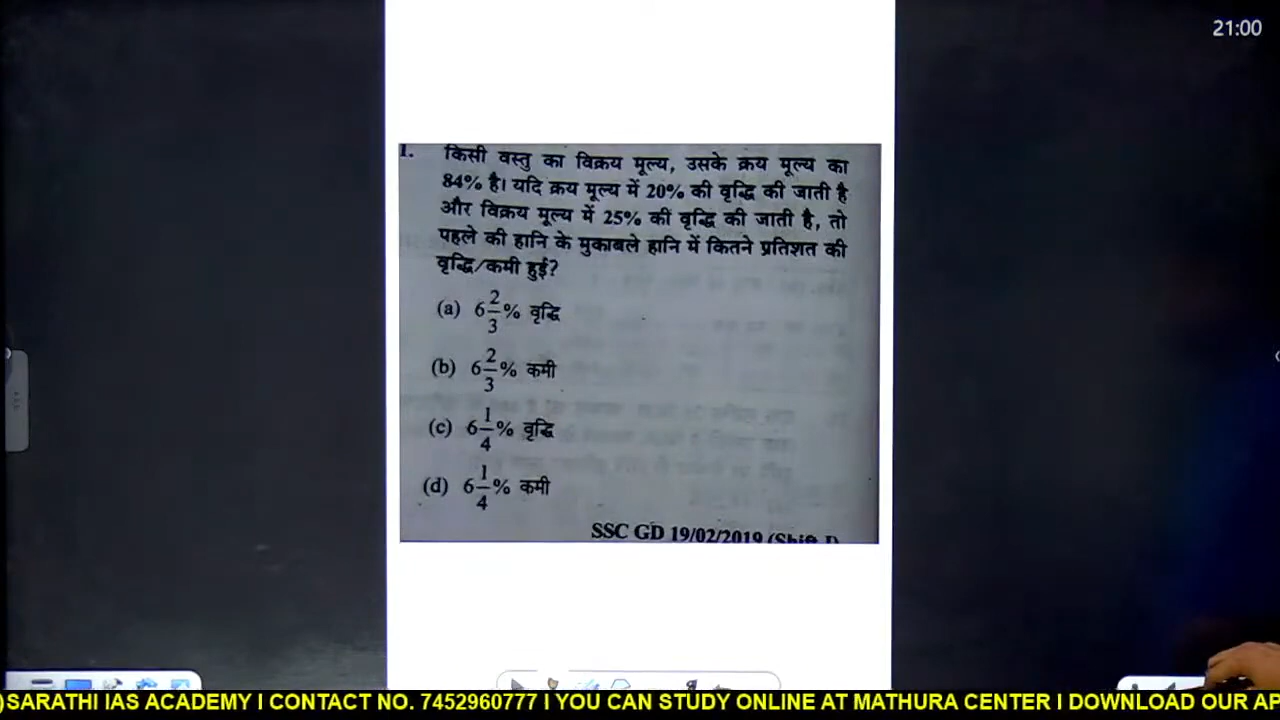 21:00
1. किसी वस्तु का विक्रय मूल्य, उसके क्रय मूल्य का
84% है। यदि क्रय मूल्य में 20% की वृद्धि की जाती है
और विक्रय मूल्य में 25% की वृद्धि की जाती है, तो
पहले की हानि के मुकाबले हानि में कितने प्रतिशत की
वृद्धि/कमी हुई?
(a) 6 2/3 % वृद्धि
(b) 6 2/3 % कमी
(c) 6 1/4 % वृद्धि
(d) 6 1/4 % कमी
SSC GD 19/02/2019 (Shift I)
)SARATHI IAS ACADEMY I CONTACT NO. 7452960777 I YOU CAN STUDY ONLINE AT MATHURA CENTER I DOWNLOAD OUR AP